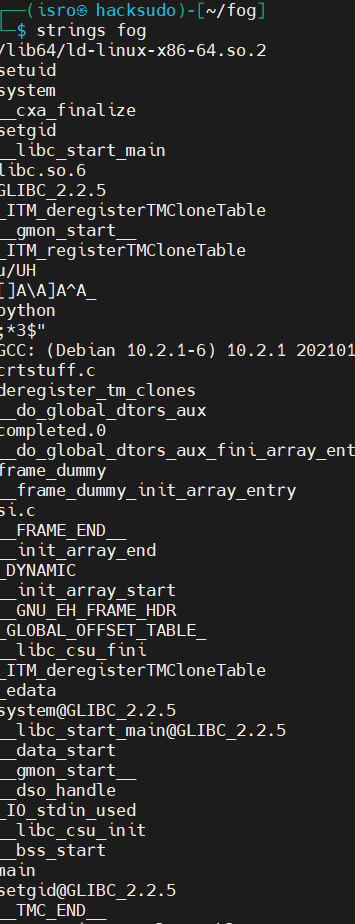 ┌──(isro㉿hacksudo)-[~/fog]
└─$ strings fog
/lib64/ld-linux-x86-64.so.2
setuid
system
__cxa_finalize
setgid
__libc_start_main
libc.so.6
GLIBC_2.2.5
_ITM_deregisterTMCloneTable
__gmon_start__
_ITM_registerTMCloneTable
u/UH
[]A\A]A^A_
python
;*3$"
GCC: (Debian 10.2.1-6) 10.2.1 202101
crtstuff.c
deregister_tm_clones
__do_global_dtors_aux
completed.0
__do_global_dtors_aux_fini_array_ent
frame_dummy
__frame_dummy_init_array_entry
si.c
__FRAME_END__
__init_array_end
_DYNAMIC
__init_array_start
__GNU_EH_FRAME_HDR
_GLOBAL_OFFSET_TABLE_
__libc_csu_fini
_ITM_deregisterTMCloneTable
_edata
system@GLIBC_2.2.5
__libc_start_main@GLIBC_2.2.5
__data_start
__gmon_start__
__dso_handle
_IO_stdin_used
__libc_csu_init
__bss_start
main
setgid@GLIBC_2.2.5
__TMC_END__